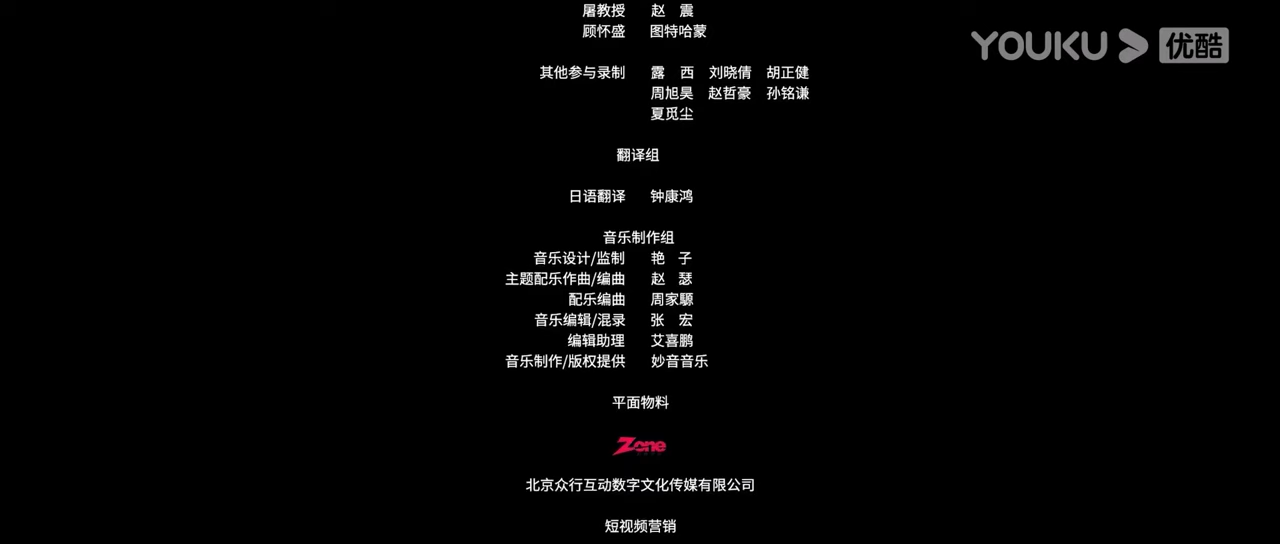 屠教授 赵 震
YOUKU 优酷
顾怀盛 图特哈蒙
其他参与录制 露 西 刘晓倩 胡正健
周旭昊 赵哲豪 孙铭谦
夏觅尘
翻译组
日语翻译 钟康鸿
音乐制作组
音乐设计/监制 艳 子
主题配乐作曲/编曲 赵 瑟
配乐编曲 周家騵
音乐编辑/混录 张 宏
编辑助理 艾喜鹏
音乐制作/版权提供 妙音音乐
平面物料
Zone
北京众行互动数字文化传媒有限公司
短视频营销